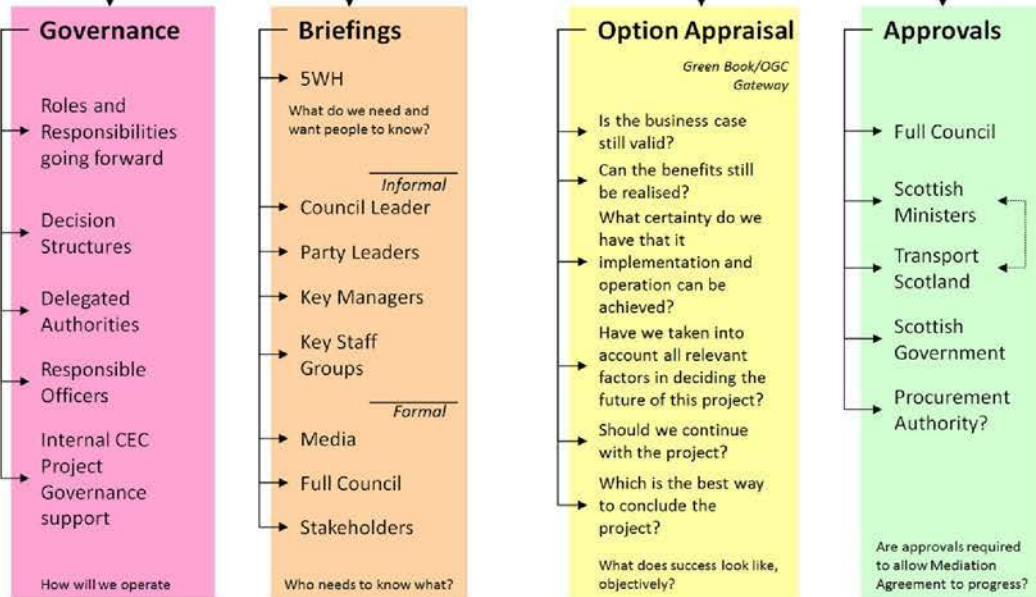 Governance
Roles and
Responsibilities
going forward
Decision
Structures
Delegated
Authorities
Responsible
Officers
Internal CEC
Project
Governance
support
How will we operate
Briefings
5WH
What do we need and
want people to know?
Informal
Council Leader
Party Leaders
Key Managers
Key Staff
Groups
Formal
Media
Full Council
Stakeholders
Who needs to know what?
Option Appraisal
Green Book/OGC
Gateway
Is the business case
still valid?
Can the benefits still
be realised?
What certainty do we
have that it
implementation and
operation can be
achieved?
Have we taken into
account all relevant
factors in deciding the
future of this project?
Should we continue
with the project?
Which is the best way
to conclude the
project?
What does success look like,
objectively?
Approvals
Full Council
Scottish
Ministers
Transport
Scotland
Scottish
Government
Procurement
Authority?
Are approvals required
to allow Mediation
Agreement to progress?